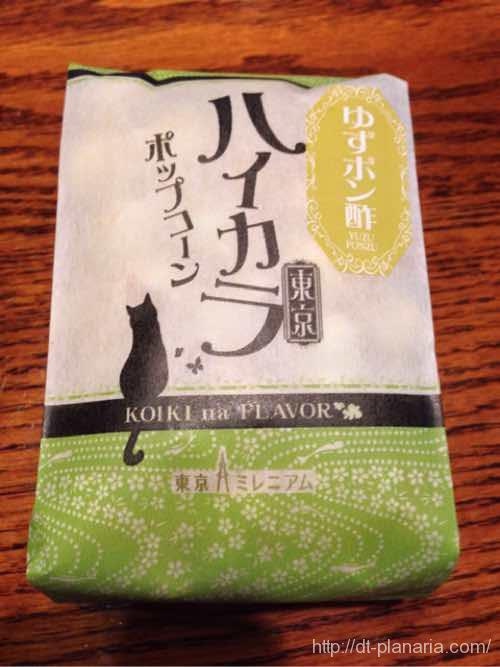 ゆずポン酢
YUZU
PONZU
ハイカラ
ポップコーン
東京
KOIKI na FLAVOR
東京ミレニアム
http://dt-planaria.com/